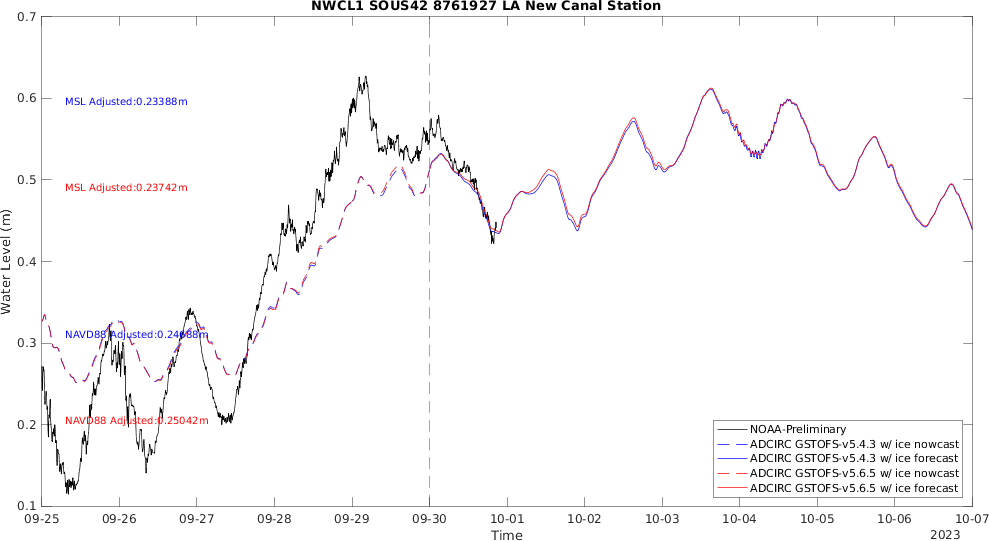 NWCL1 SOUS42 8761927 LA New Canal Station
0.7
0.6
0.5
0.4
0.3
0.2
0.1
Water Level (m)
MSL Adjusted:0.23388m
MSL Adjusted:0.23742m
NAVD88 Adjusted:0.24688m
NAVD88 Adjusted:0.25042m
NOAA-Preliminary
ADCIRC GSTOFS-v5.4.3 w/ ice nowcast
ADCIRC GSTOFS-v5.4.3 w/ ice forecast
ADCIRC GSTOFS-v5.6.5 w/ ice nowcast
ADCIRC GSTOFS-v5.6.5 w/ ice forecast
09-25 09-26 09-27 09-28 09-29 09-30 10-01 10-02 10-03 10-04 10-05 10-06 10-07
Time
2023